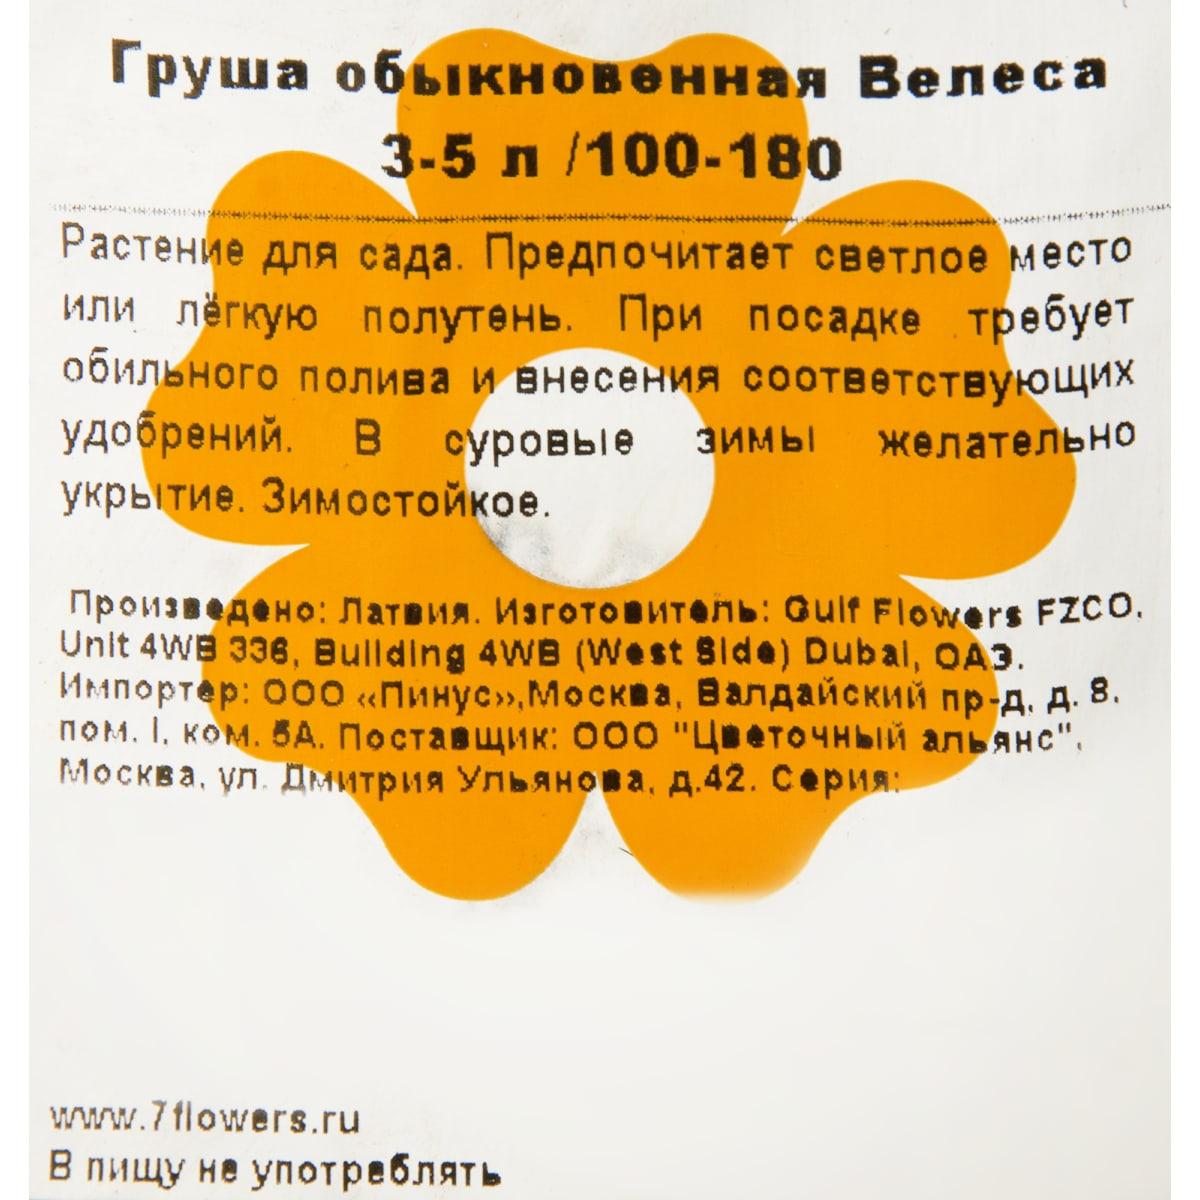 Груша обыкновенная Велеса
3-5 л /100-180
Растение для сада. Предпочитает светлое место
или лёгкую полутень. При посадке требует
обильного полива и внесения соответствующих
удобрений. В суровые зимы желательно
укрытие. Зимостойкое.
Произведено: Латвия. Изготовитель: Gulf Flowers FZCO,
Unit 4WB 336, Building 4WB (West Side) Dubai, ОАЭ.
Импортер: ООО «Пинус»,Москва, Валдайский пр-д, д. 8,
пом. I, ком. 5А. Поставщик: ООО "Цветочный альянс",
Москва, ул. Дмитрия Ульянова, д.42. Серия:
www.7flowers.ru
В пищу не употреблять